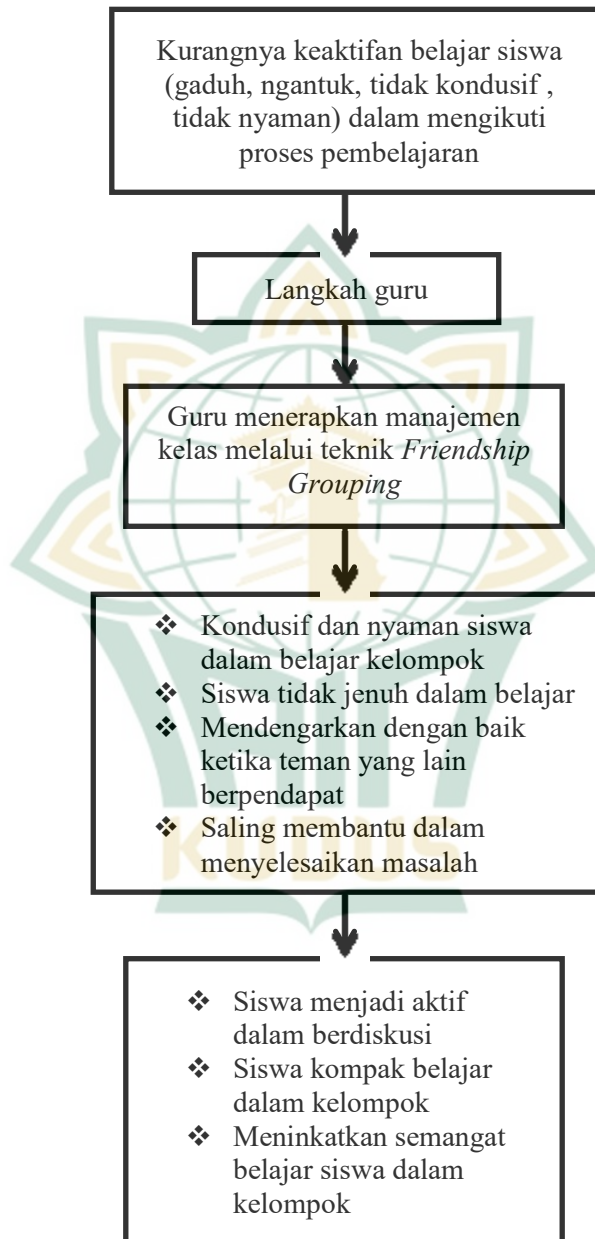 Kurangnya keaktifan belajar siswa
(gaduh, ngantuk, tidak kondusif ,
tidak nyaman) dalam mengikuti
proses pembelajaran
Langkah guru
Guru menerapkan manajemen
kelas melalui teknik Friendship
Grouping
❖ Kondusif dan nyaman siswa
dalam belajar kelompok
❖ Siswa tidak jenuh dalam belajar
❖ Mendengarkan dengan baik
ketika teman yang lain
berpendapat
❖ Saling membantu dalam
menyelesaikan masalah
KUDUS
❖ Siswa menjadi aktif
dalam berdiskusi
❖ Siswa kompak belajar
dalam kelompok
❖ Meninkatkan semangat
belajar siswa dalam
kelompok